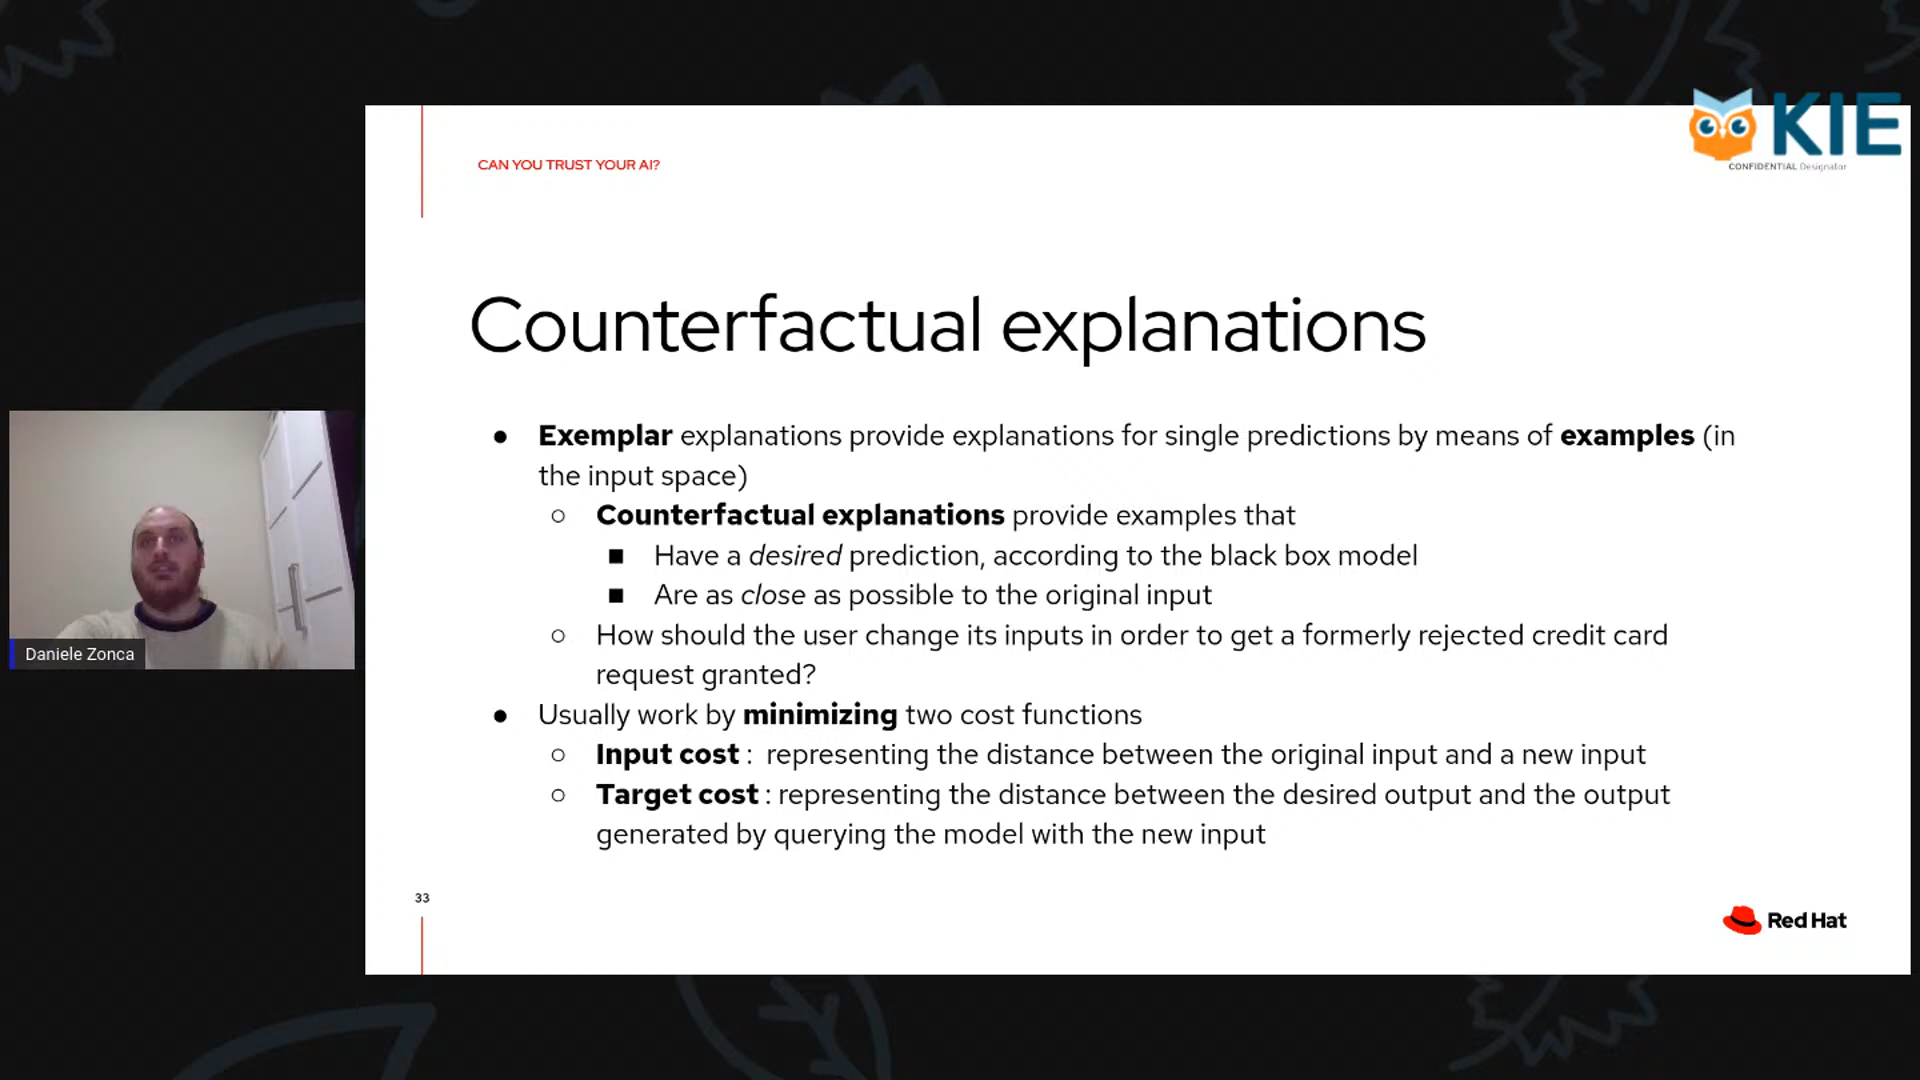 KIE
CONFIDENTIAL Designator
CAN YOU TRUST YOUR AI?
Counterfactual explanations
● Exemplar explanations provide explanations for single predictions by means of examples (in
the input space)
○ Counterfactual explanations provide examples that
■ Have a desired prediction, according to the black box model
■ Are as close as possible to the original input
○ How should the user change its inputs in order to get a formerly rejected credit card
request granted?
● Usually work by minimizing two cost functions
○ Input cost : representing the distance between the original input and a new input
○ Target cost : representing the distance between the desired output and the output
generated by querying the model with the new input
Daniele Zonca
33
Red Hat